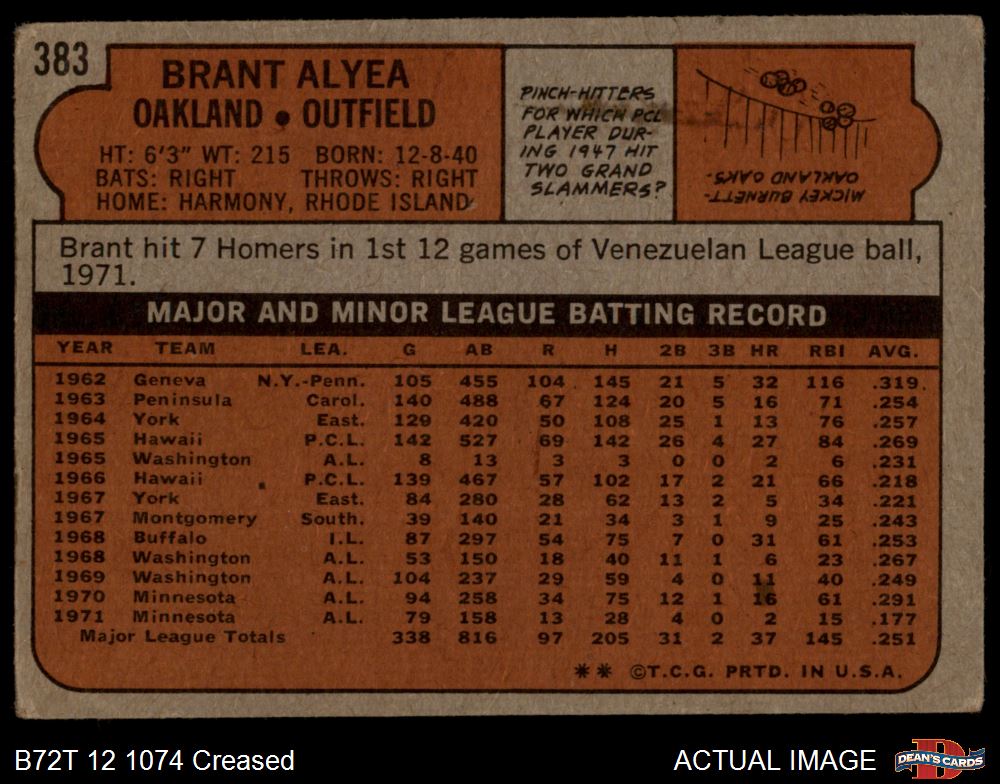 383
BRANT ALYEA
OAKLAND • OUTFIELD
HT: 6'3" WT: 215 BORN: 12-8-40
BATS: RIGHT THROWS: RIGHT
HOME: HARMONY, RHODE ISLAND
PINCH-HITTERS
FOR WHICH PCL
PLAYER DUR-
ING 1947 HIT
TWO GRAND
SLAMMERS?
MICKEY BURNETT-
OAKLAND OAKS.
Brant hit 7 Homers in 1st 12 games of Venezuelan League ball,
1971.
MAJOR AND MINOR LEAGUE BATTING RECORD
YEAR TEAM LEA. G AB R H 2B 3B HR RBI AVG.
1962 Geneva N.Y.-Penn. 105 455 104 145 21 5 32 116 .319
1963 Peninsula Carol. 140 488 67 124 20 5 16 71 .254
1964 York East. 129 420 50 108 25 1 13 76 .257
1965 Hawaii P.C.L. 142 527 69 142 26 4 27 84 .269
1965 Washington A.L. 8 13 3 3 0 0 2 6 .231
1966 Hawaii P.C.L. 139 467 57 102 17 2 21 66 .218
1967 York East. 84 280 28 62 13 2 5 34 .221
1967 Montgomery South. 39 140 21 34 3 1 9 25 .243
1968 Buffalo I.L. 87 297 54 75 7 0 31 61 .253
1968 Washington A.L. 53 150 18 40 11 1 6 23 .267
1969 Washington A.L. 104 237 29 59 4 0 11 40 .249
1970 Minnesota A.L. 94 258 34 75 12 1 16 61 .291
1971 Minnesota A.L. 79 158 13 28 4 0 2 15 .177
Major League Totals 338 816 97 205 31 2 37 145 .251
** ©T.C.G. PRTD. IN U.S.A.
B72T 12 1074 Creased
ACTUAL IMAGE
D
DEAN'S CARDS